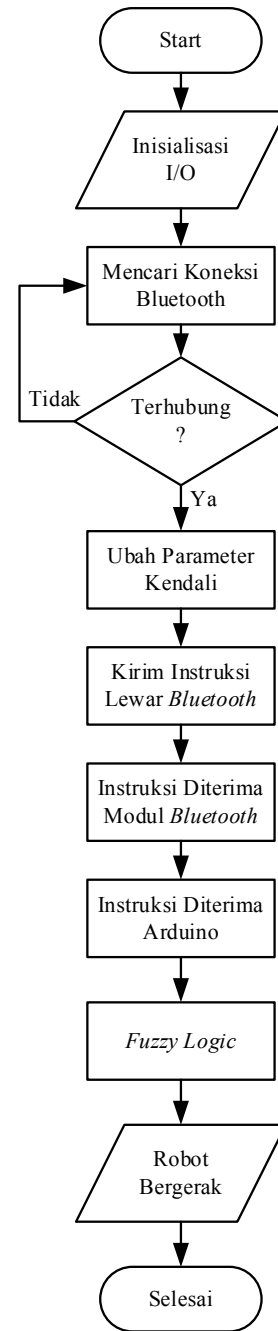 Start
Inisialisasi
I/O
Mencari Koneksi
Bluetooth
Tidak
Terhubung
?
Ya
Ubah Parameter
Kendali
Kirim Instruksi
Lewar Bluetooth
Instruksi Diterima
Modul Bluetooth
Instruksi Diterima
Arduino
Fuzzy Logic
Robot
Bergerak
Selesai